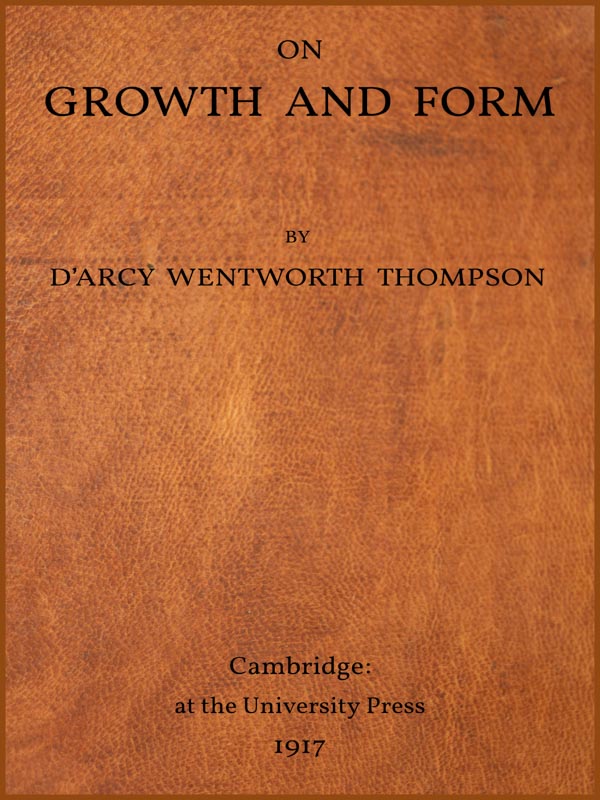 ON
GROWTH AND FORM
BY
D’ARCY WENTWORTH THOMPSON
Cambridge:
at the University Press
1917